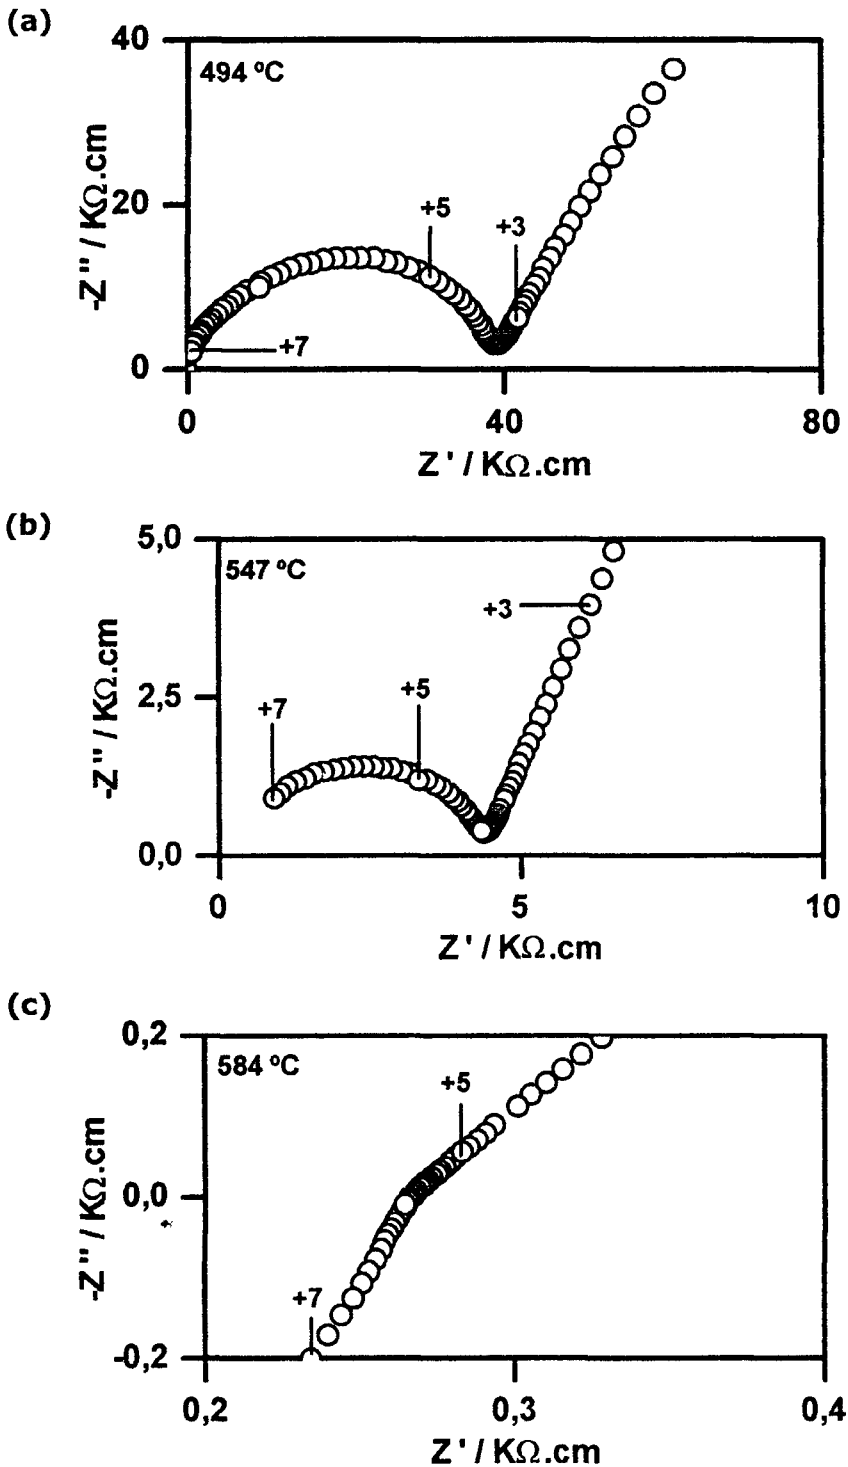 (a)
40
494 ºC
+5
+3
20
-Z'' / KΩ.cm
+7
0
0
40
80
Z' / KΩ.cm
(b)
5,0
547 ºC
+3
2,5
+5
+7
-Z'' / KΩ.cm
0,0
0
5
10
Z' / KΩ.cm
(c)
0,2
584 ºC
+5
0,0
-Z'' / KΩ.cm
+7
-0,2
0,2
0,3
0,4
Z' / KΩ.cm